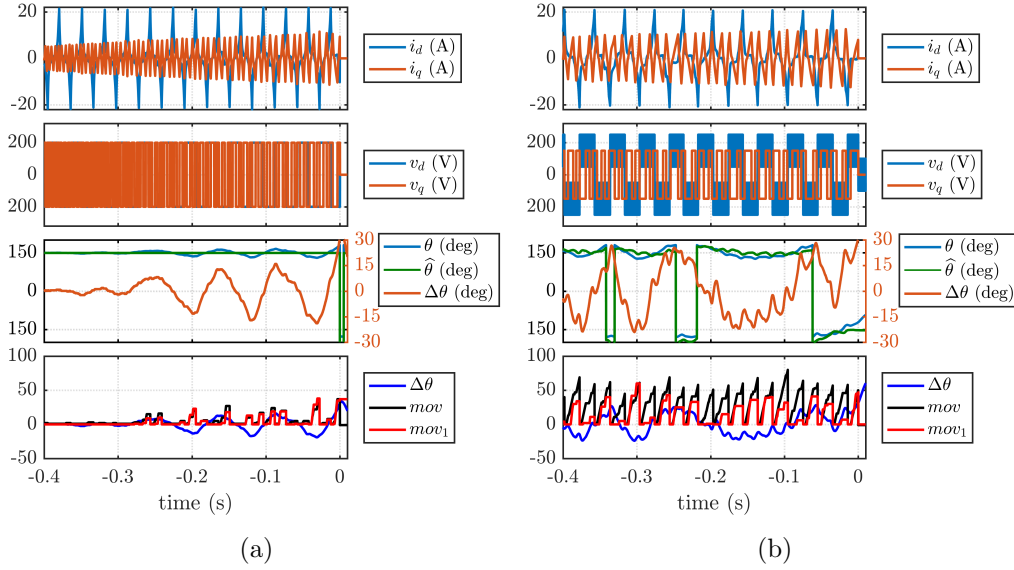 20
0
-20
i_d (A)
i_q (A)
20
0
-20
i_d (A)
i_q (A)
200
0
200
v_d (V)
v_q (V)
200
0
200
v_d (V)
v_q (V)
150
0
150
30
15
0
-15
-30
θ (deg)
θ̂ (deg)
Δθ (deg)
150
0
150
30
15
0
-15
-30
θ (deg)
θ̂ (deg)
Δθ (deg)
100
50
0
50
Δθ
mov
mov₁
100
50
0
50
Δθ
mov
mov₁
-0.4 -0.3 -0.2 -0.1 0
-0.4 -0.3 -0.2 -0.1 0
time (s)
time (s)
(a)
(b)